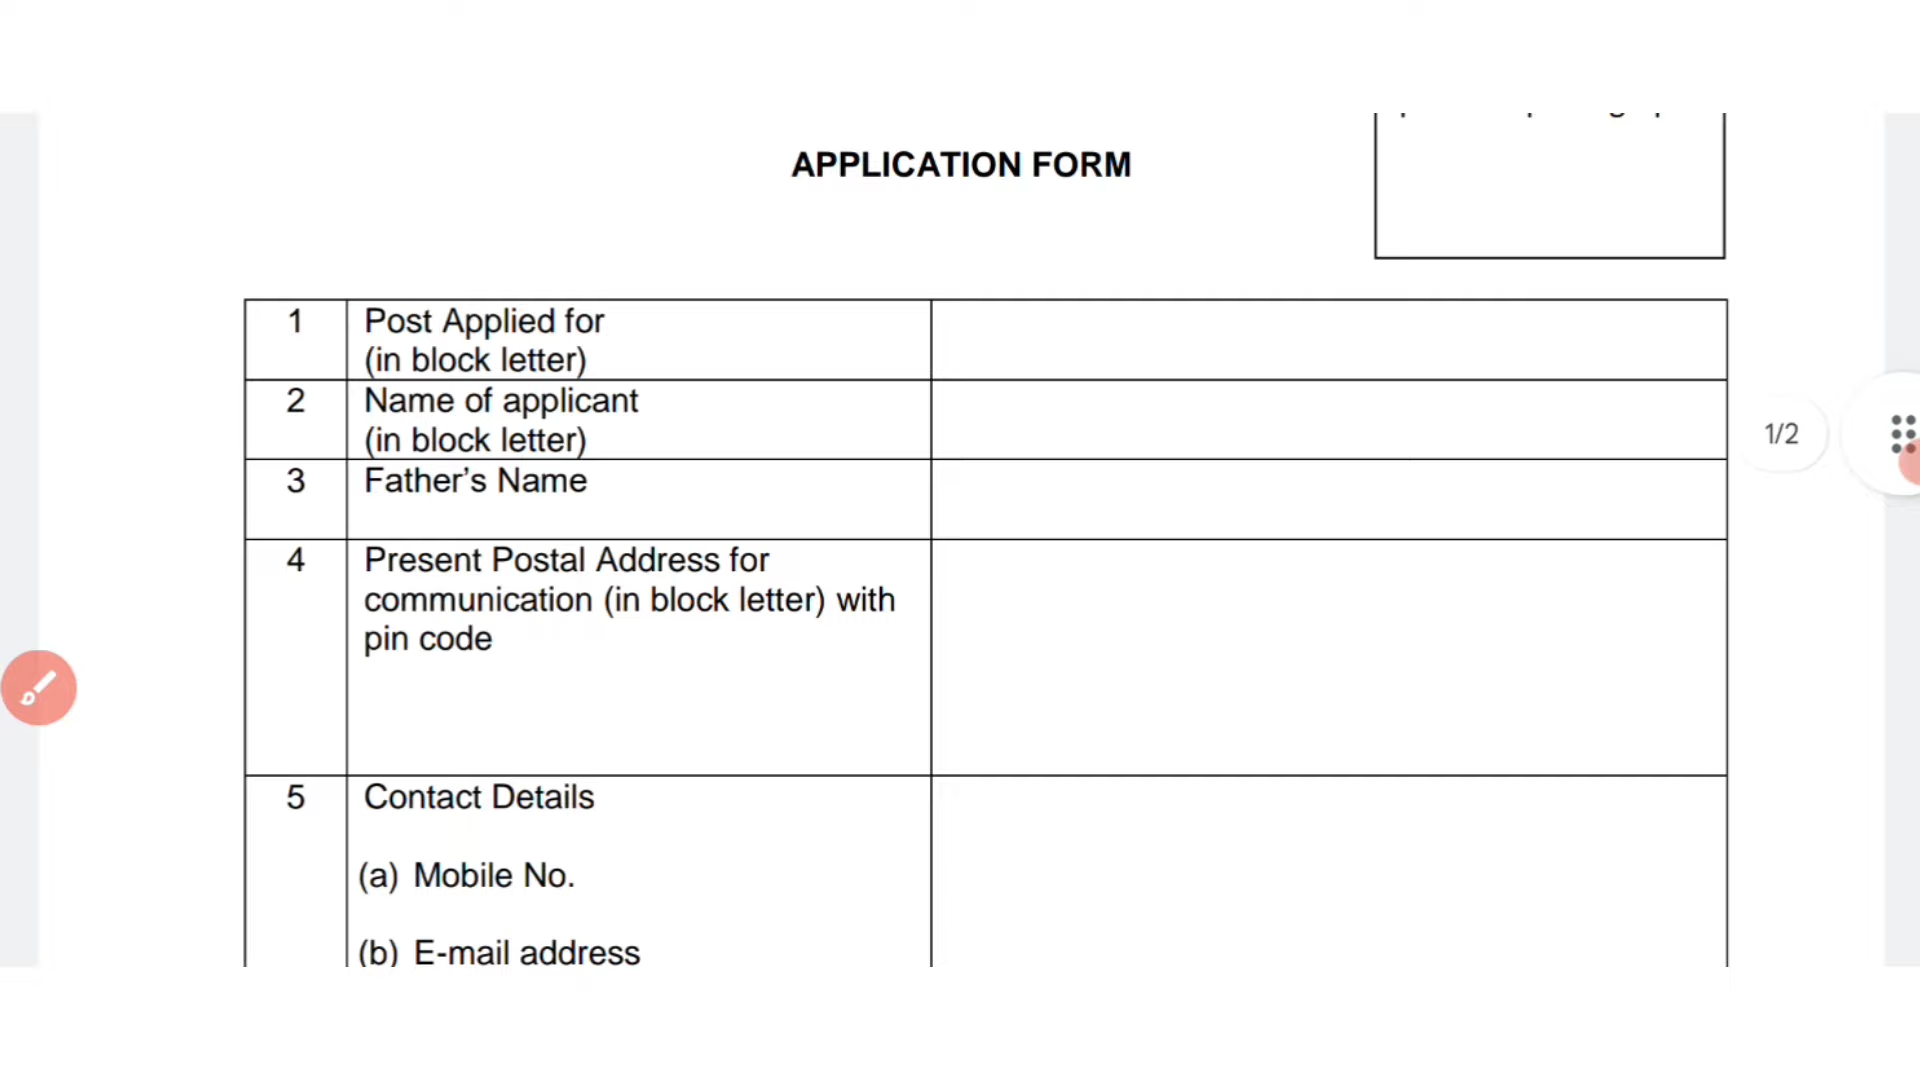 APPLICATION FORM
1 Post Applied for
(in block letter)
2 Name of applicant
(in block letter)
3 Father’s Name
4 Present Postal Address for
communication (in block letter) with
pin code
1/2
5 Contact Details
(a) Mobile No.
(b) E-mail address